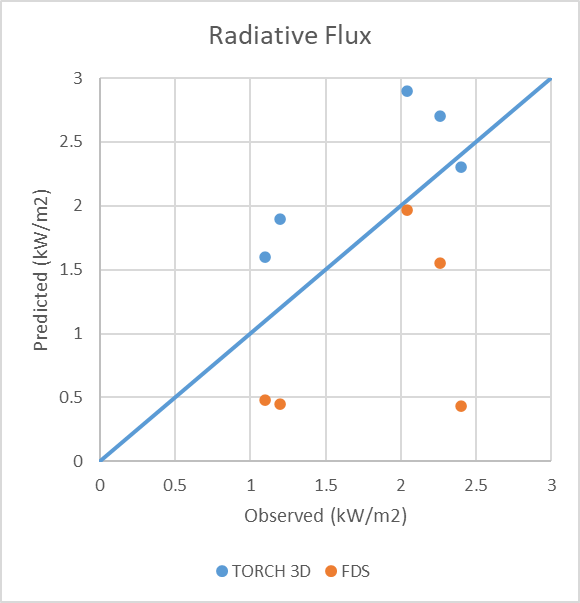 Radiative Flux
Predicted (kW/m2)
3
2.5
2
1.5
1
0.5
0
0 0.5 1 1.5 2 2.5 3
Observed (kW/m2)
TORCH 3D FDS